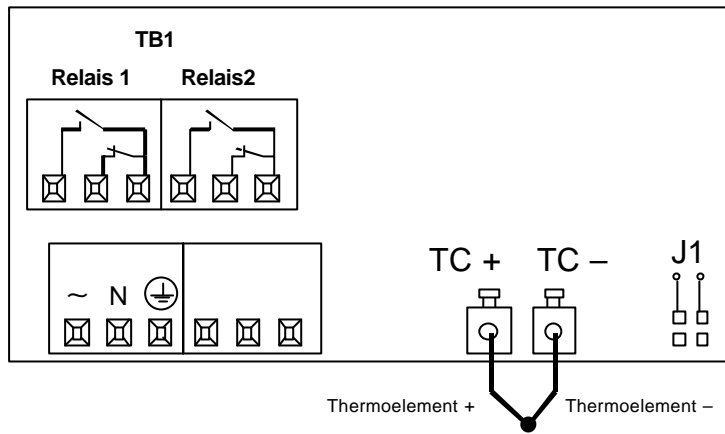 TB1
Relais 1 Relais2
TC + TC – J1
~ N
Thermoelement + Thermoelement –